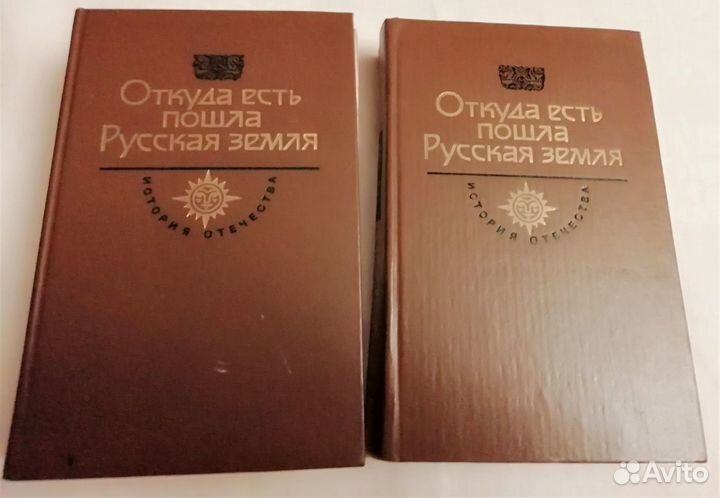 Откуда есть
пошла
Русская земля
ИСТОРИЯ ОТЕЧЕСТВА
Откуда есть
пошла
Русская земля
ИСТОРИЯ ОТЕЧЕСТВА
Avito